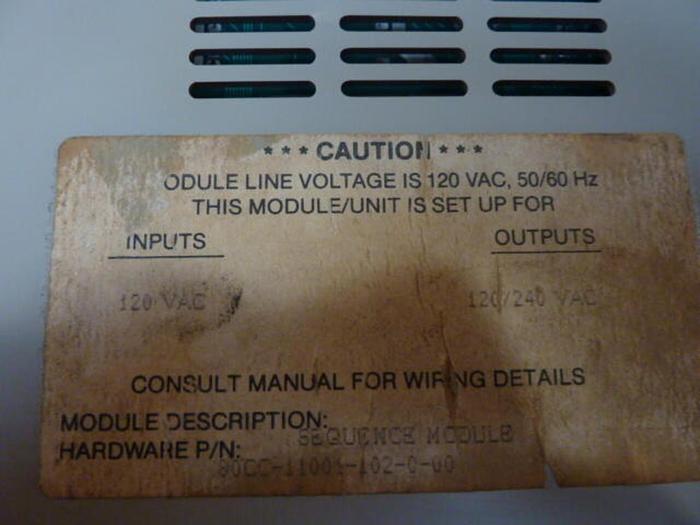 *** CAUTION ***
ODULE LINE VOLTAGE IS 120 VAC, 50/60 Hz
THIS MODULE/UNIT IS SET UP FOR
INPUTS OUTPUTS
120 VAC 120/240 VAC
CONSULT MANUAL FOR WIRING DETAILS
MODULE DESCRIPTION: SEQUENCE MODULE
HARDWARE P/N: